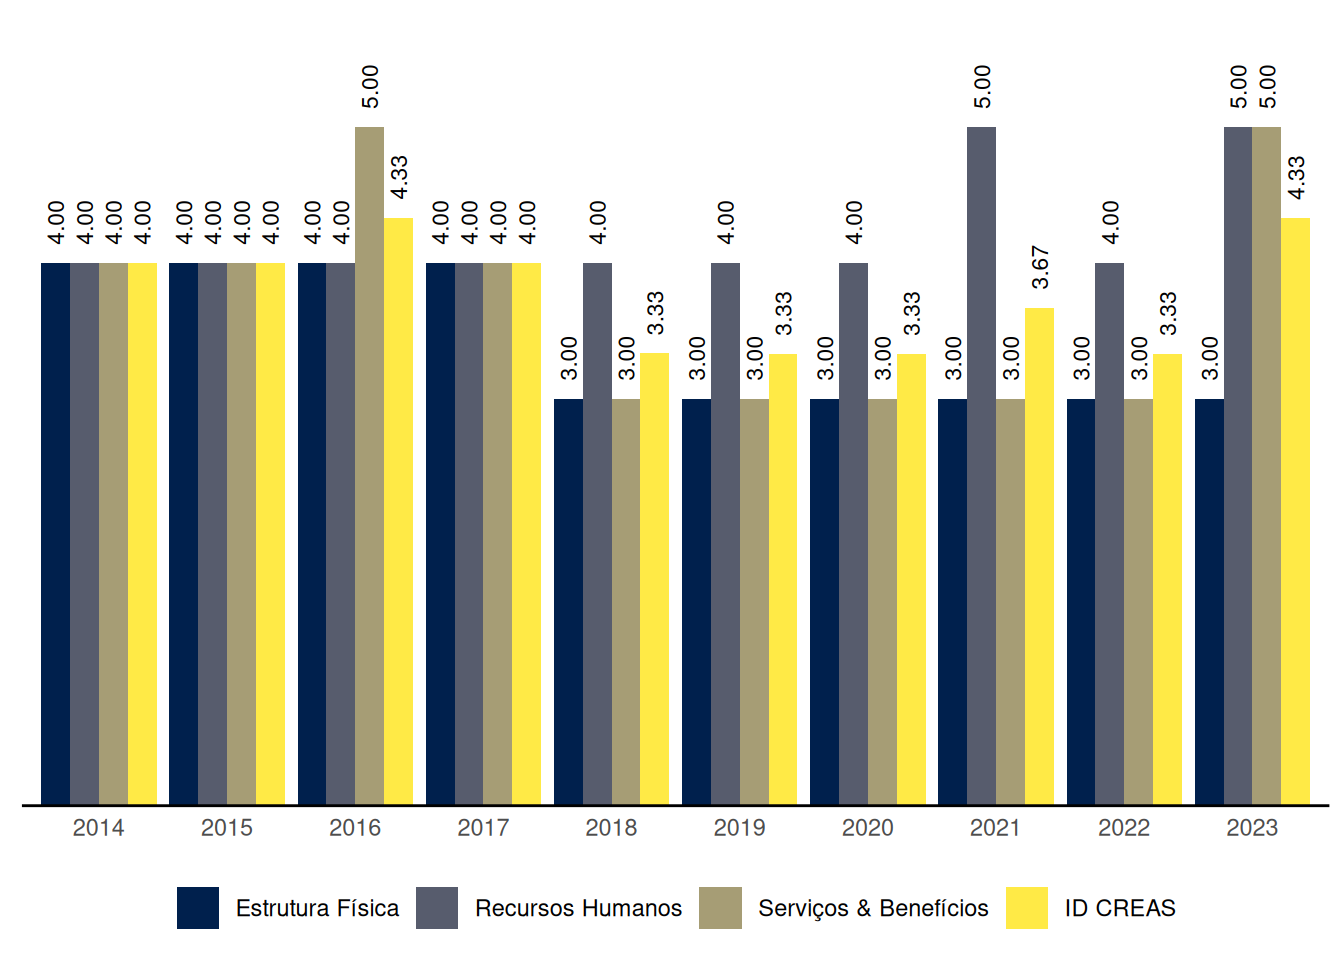 5.00 5.00 5.00 5.00
4.33 4.33
4.00 4.00 4.00 4.00 4.00 4.00 4.00 4.00 4.00 4.00 4.00 4.00 4.00 4.00 4.00 4.00 4.00 4.00
3.67
3.33 3.33 3.33 3.33
3.00 3.00 3.00 3.00 3.00 3.00 3.00 3.00 3.00 3.00 3.00
2014 2015 2016 2017 2018 2019 2020 2021 2022 2023
Estrutura Física Recursos Humanos Serviços & Benefícios ID CREAS